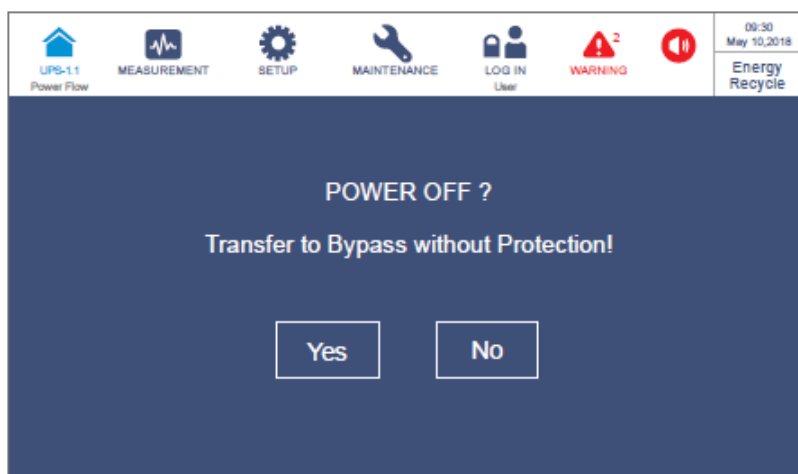 UPS-1.1
Power Flow
MEASUREMENT
SETUP
MAINTENANCE
LOG IN
User
2
WARNING
09:30
May 10,2018
Energy
Recycle
POWER OFF ?
Transfer to Bypass without Protection!
Yes
No